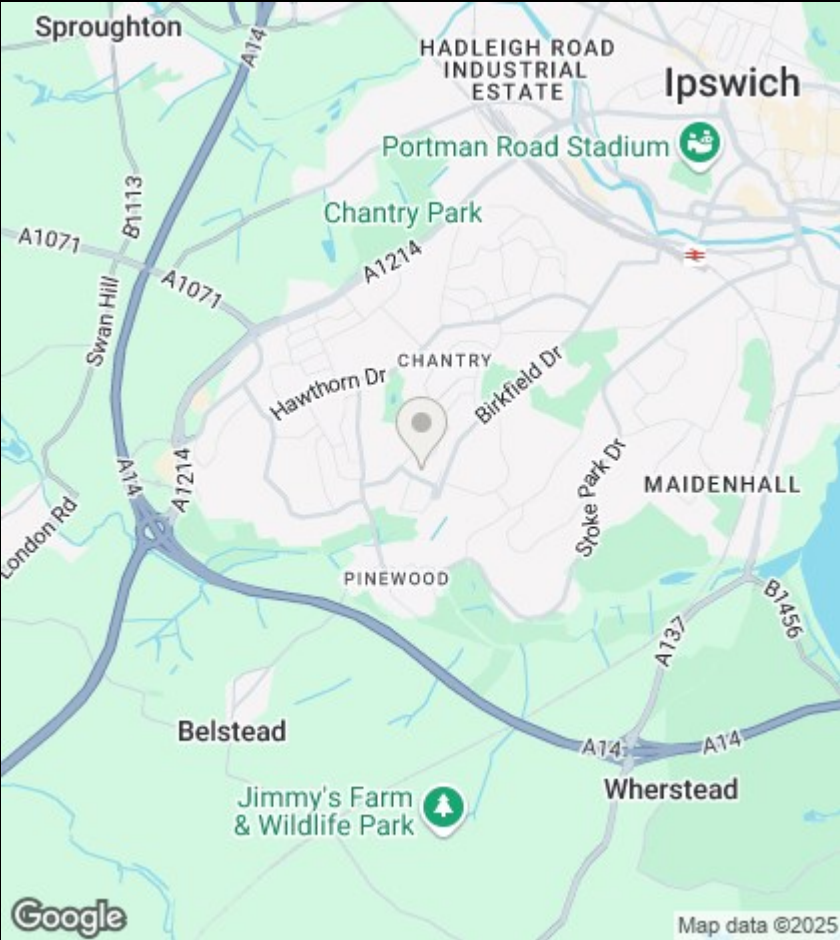 Sproughton
A14
HADLEIGH ROAD
INDUSTRIAL
ESTATE
Ipswich
Portman Road Stadium
B1113
Chantry Park
A1071
A1214
A1071
Swan Hill
CHANTRY
Hawthorn Dr
Birkfield Dr
A14
A1214
Stoke Park Dr
MAIDENHALL
London Rd
PINEWOOD
B1456
A137
Belstead
A14
A14
Wherstead
Jimmy's Farm
& Wildlife Park
Google
Map data ©2025